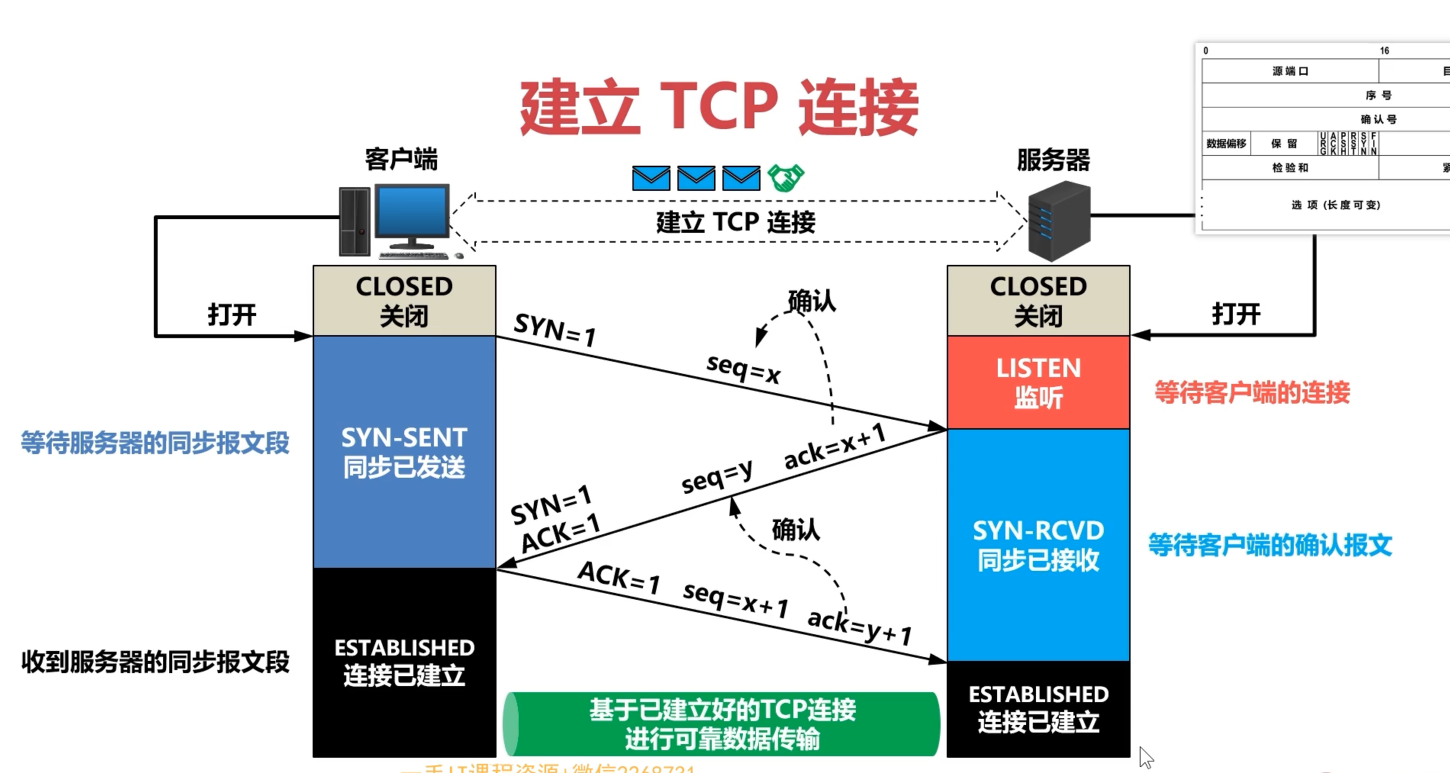 建立 TCP 连接
0 16
源端口
序号
确认号
数据偏移 保留 URG ACK PSH RST SYN FIN
检验和 紧
选项 (长度可变)
客户端
服务器
建立 TCP 连接
CLOSED
关闭
CLOSED
关闭
打开
打开
SYN=1
seq=x
确认
LISTEN
监听
等待客户端的连接
等待服务器的同步报文段
SYN-SENT
同步已发送
seq=y ack=x+1
SYN=1
ACK=1
确认
SYN-RCVD
同步已接收
等待客户端的确认报文
ACK=1 seq=x+1 ack=y+1
收到服务器的同步报文段
ESTABLISHED
连接已建立
ESTABLISHED
连接已建立
基于已建立好的TCP连接
进行可靠数据传输